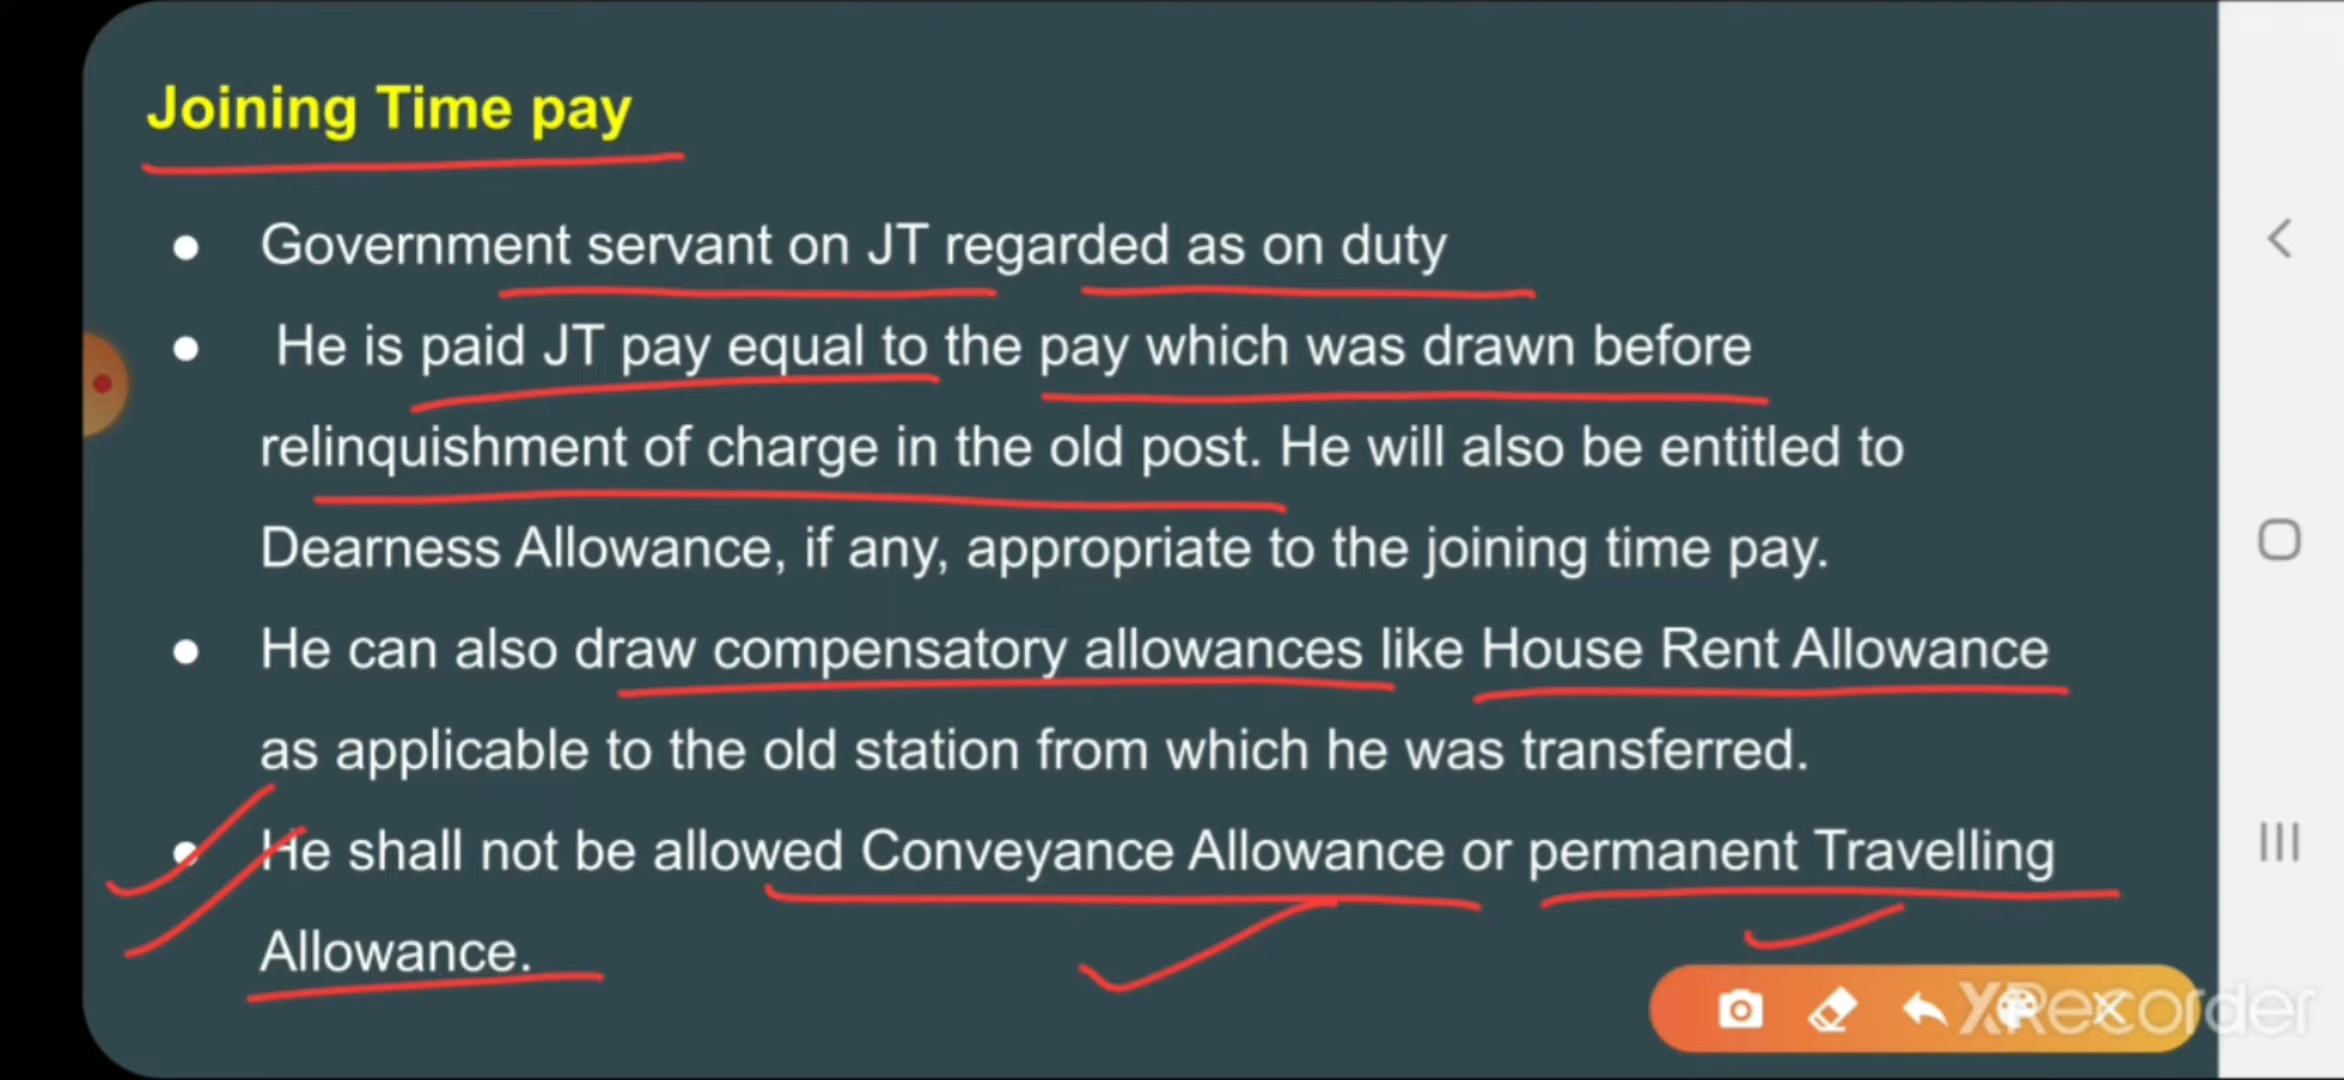 Joining Time pay
● Government servant on JT regarded as on duty
● He is paid JT pay equal to the pay which was drawn before
relinquishment of charge in the old post. He will also be entitled to
Dearness Allowance, if any, appropriate to the joining time pay.
● He can also draw compensatory allowances like House Rent Allowance
as applicable to the old station from which he was transferred.
● He shall not be allowed Conveyance Allowance or permanent Travelling
Allowance.
XRecorder